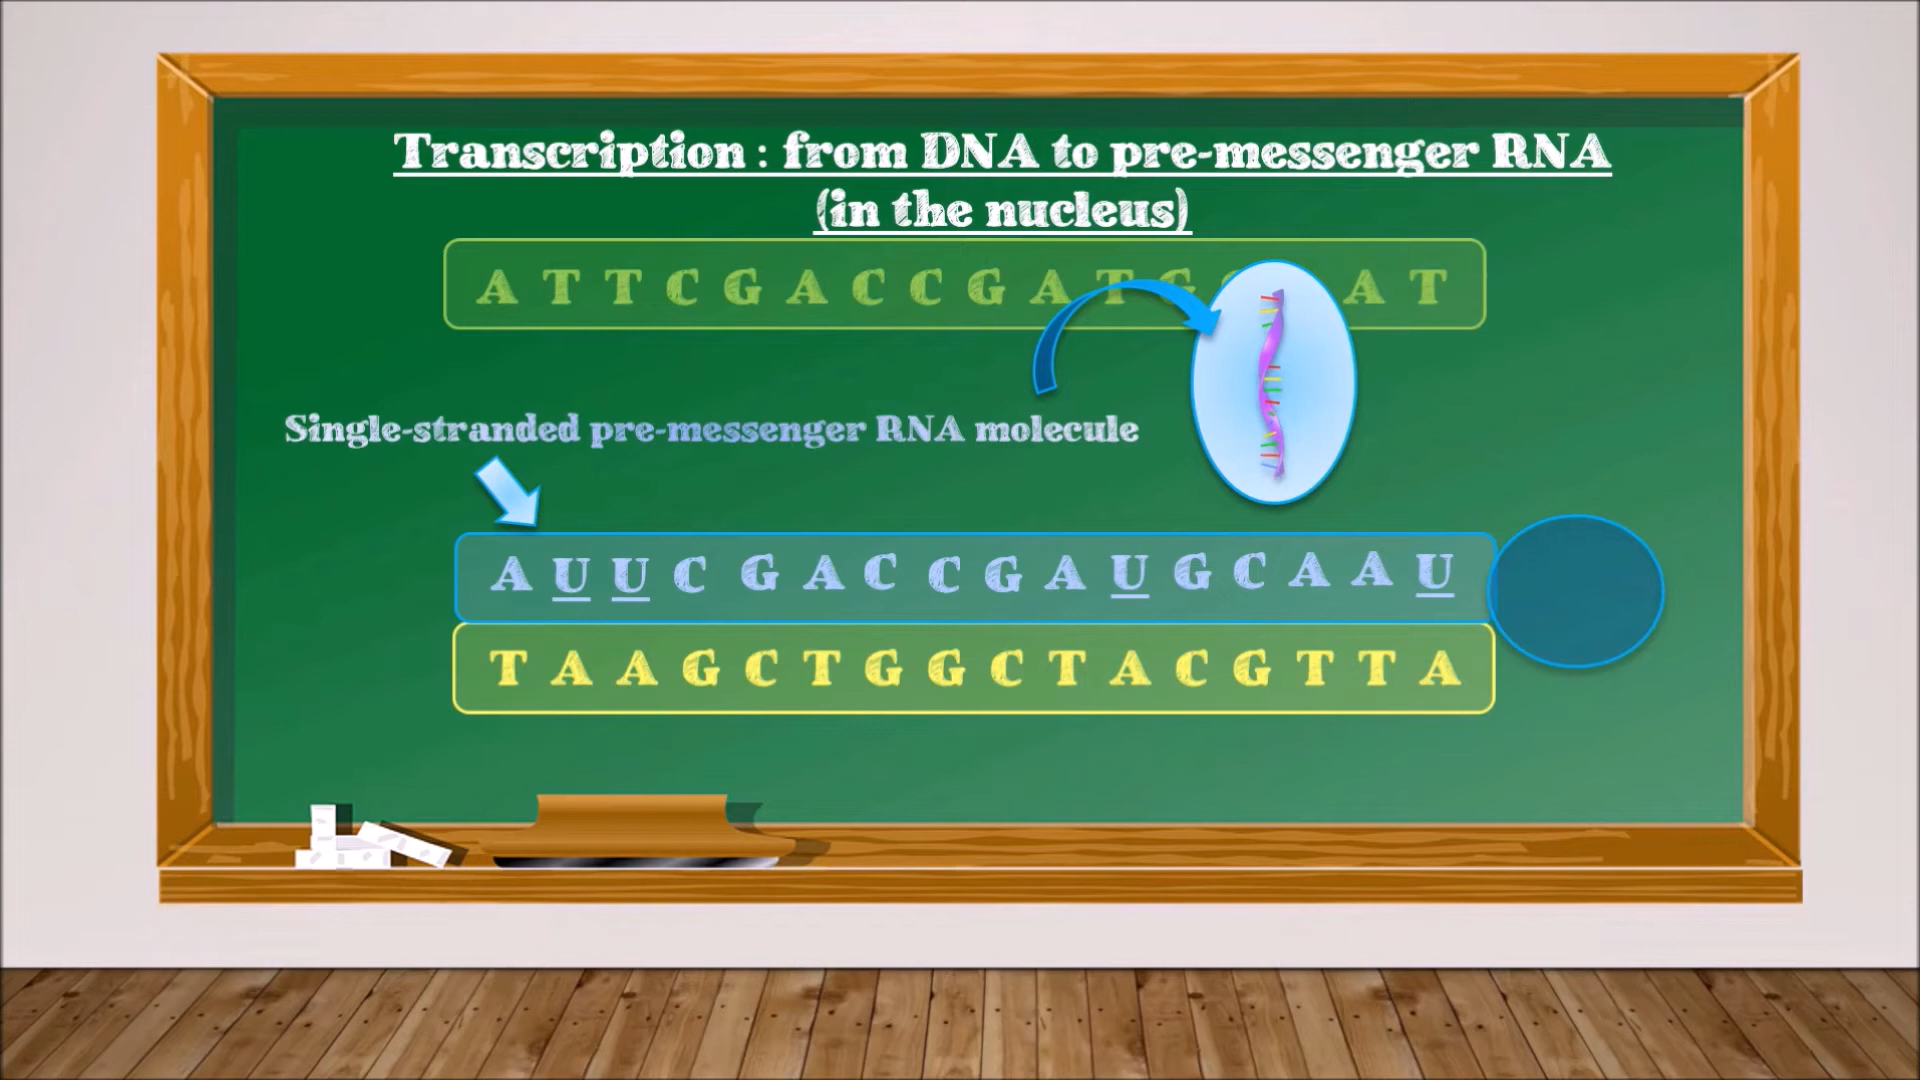 Transcription : from DNA to pre-messenger RNA
(in the nucleus)
A T T C G A C C G A T G A T
Single-stranded pre-messenger RNA molecule
A U U C G A C C G A U G C A A U
T A A G C T G G C T A C G T T A